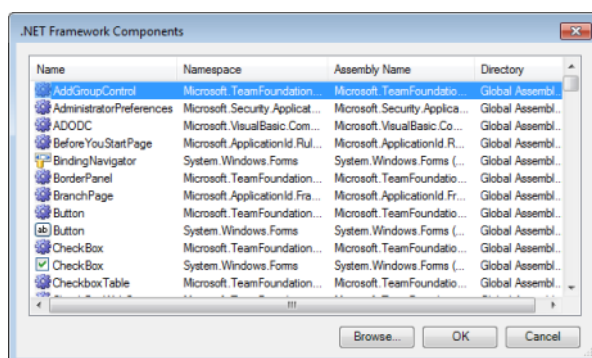 .NET Framework Components
Name Namespace Assembly Name Directory
AddGroupControl Microsoft.TeamFoundation... Microsoft.TeamFoundatio... Global Assembl...
AdministratorPreferences Microsoft.Security.Applicat... Microsoft.Security.Applica... Global Assembl...
ADODC Microsoft.VisualBasic.Com... Microsoft.VisualBasic.Co... Global Assembl...
BeforeYouStartPage Microsoft.ApplicationId.Rul... Microsoft.ApplicationId.R... Global Assembl...
BindingNavigator System.Windows.Forms System.Windows.Forms (... Global Assembl...
BorderPanel Microsoft.TeamFoundation... Microsoft.TeamFoundatio... Global Assembl...
BranchPage Microsoft.ApplicationId.Fra... Microsoft.ApplicationId.Fr... Global Assembl...
Button Microsoft.TeamFoundation... Microsoft.TeamFoundatio... Global Assembl...
ab Button System.Windows.Forms System.Windows.Forms (... Global Assembl...
CheckBox Microsoft.TeamFoundation... Microsoft.TeamFoundatio... Global Assembl...
CheckBox System.Windows.Forms System.Windows.Forms (... Global Assembl...
CheckboxTable Microsoft.TeamFoundation... Microsoft.TeamFoundatio... Global Assembl...
Browse... OK Cancel